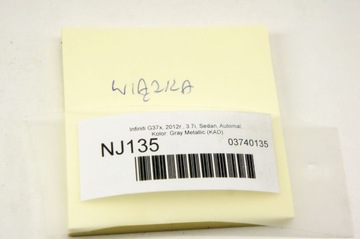 WIĄZKA
Infiniti G37x, 2012r., 3.7i, Sedan, Automat,
Kolor: Gray Metallic (KAD)
NJ135
03740135